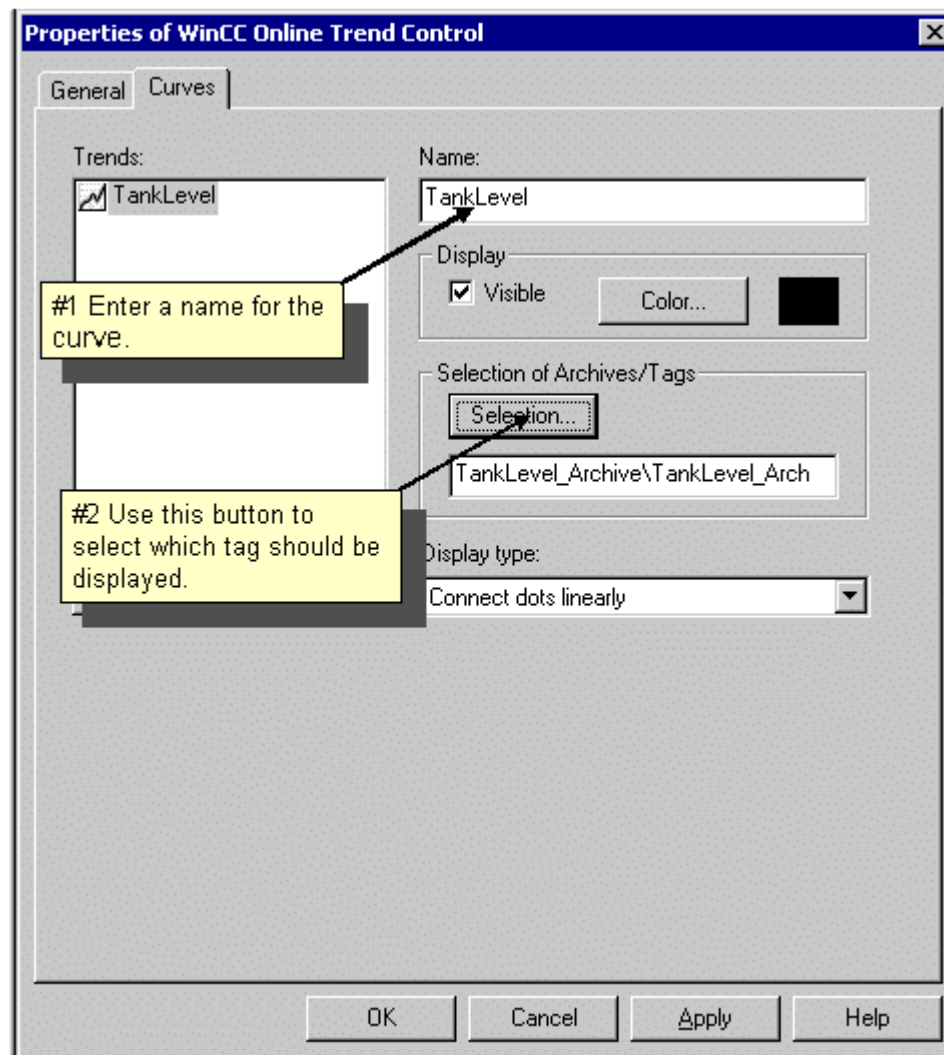 Properties of WinCC Online Trend Control
General
Curves
Trends:
TankLevel
Name:
TankLevel
#1 Enter a name for the
curve.
Display
Visible
Color...
Selection of Archives/Tags
Selection...
TankLevel_Archive\TankLevel_Arch
#2 Use this button to
select which tag should be
displayed.
Display type:
Connect dots linearly
OK
Cancel
Apply
Help